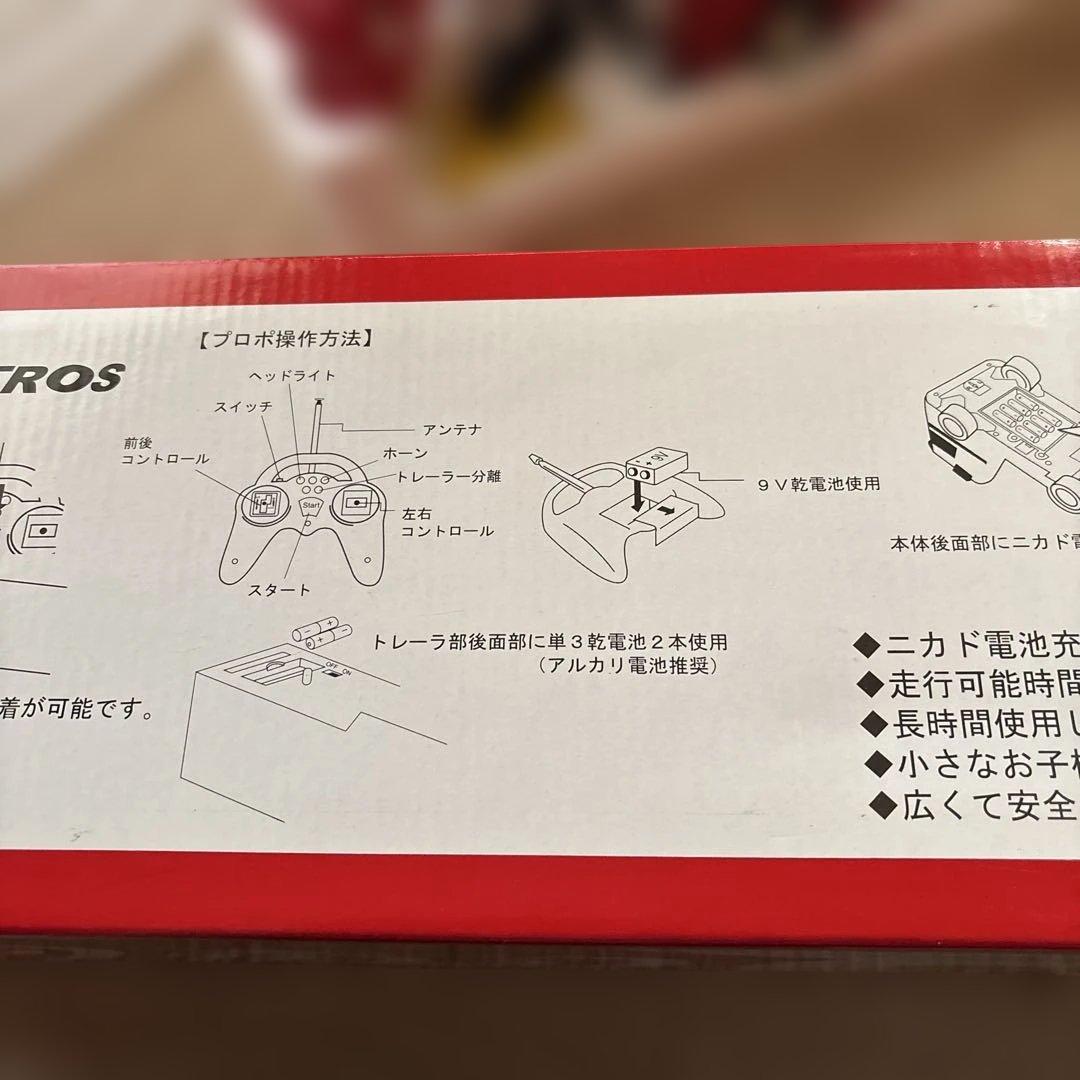 TROS
【プロポ操作方法】
ヘッドライト
スイッチ
アンテナ
前後
コントロール
ホーン
トレーラー分離
Start
左右
コントロール
スタート
9V
+
9V乾電池使用
本体後面部にニカド電
トレーラ部後面部に単3乾電池2本使用
(アルカリ電池推奨)
OFF ON
着が可能です。
◆ニカド電池充
◆走行可能時間
◆長時間使用し
◆小さなお子様
◆広くて安全